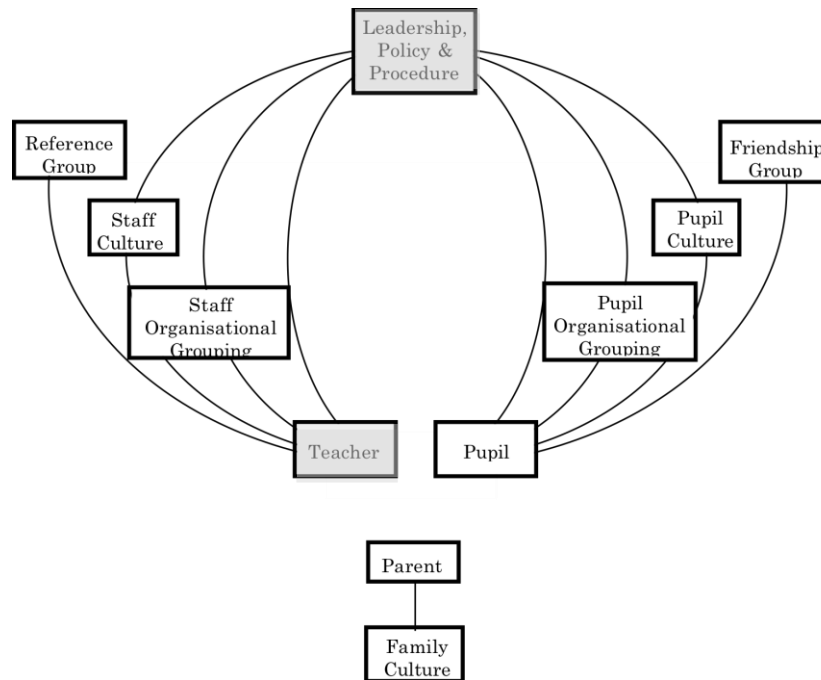 Leadership,
Policy &
Procedure
Reference
Group
Friendship
Group
Staff
Culture
Pupil
Culture
Staff
Organisational
Grouping
Pupil
Organisational
Grouping
Teacher
Pupil
Parent
Family
Culture